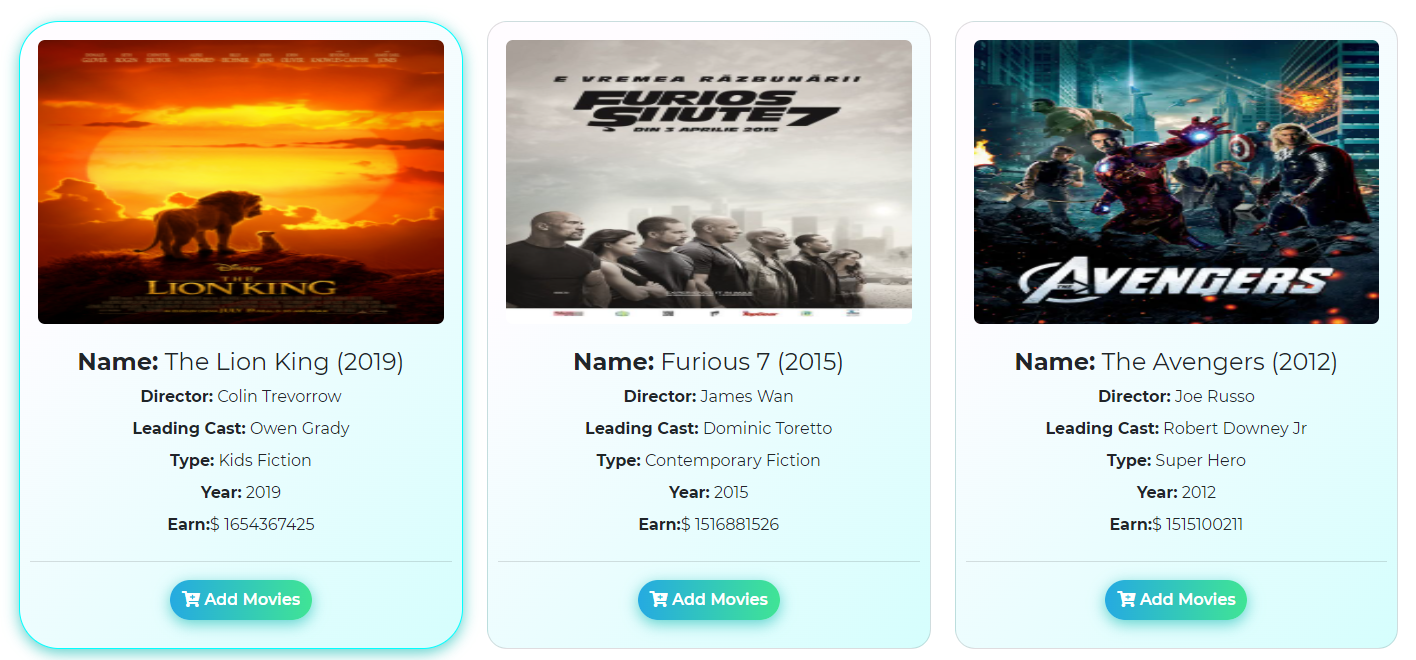 Disney
THE
LION KING
Name: The Lion King (2019)
Director: Colin Trevorrow
Leading Cast: Owen Grady
Type: Kids Fiction
Year: 2019
Earn:$ 1654367425
Add Movies
E VREMEA RĂZBUNĂRII
FURIOS
ȘI IUTE 7
DIN 3 APRILIE 2015
Name: Furious 7 (2015)
Director: James Wan
Leading Cast: Dominic Toretto
Type: Contemporary Fiction
Year: 2015
Earn:$ 1516881526
Add Movies
THE AVENGERS
Name: The Avengers (2012)
Director: Joe Russo
Leading Cast: Robert Downey Jr
Type: Super Hero
Year: 2012
Earn:$ 1515100211
Add Movies